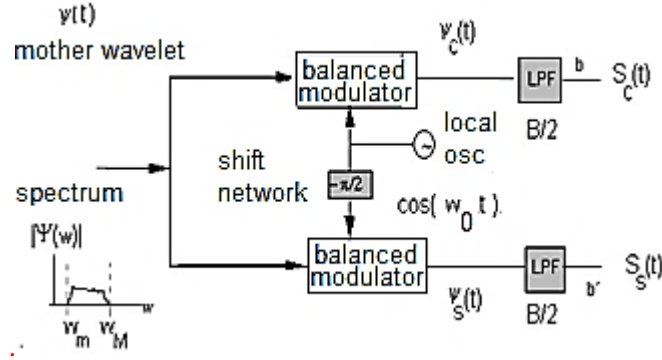 ψ(t)
mother wavelet
balanced
modulator
ψc(t)
LPF
b
Sc(t)
B/2
local
osc
shift
network
-π/2
cos( w0 t ).
spectrum
|Ψ(w)|
wm
wM
w
balanced
modulator
ψs(t)
LPF
b'
Ss(t)
B/2